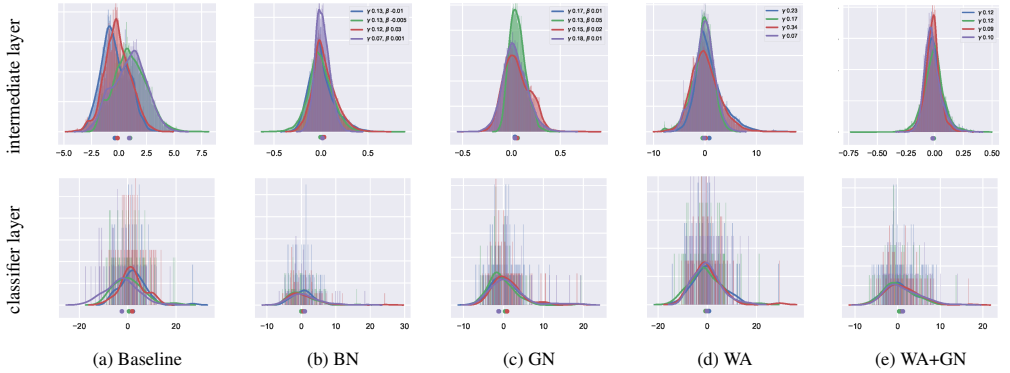 intermediate layer
γ 0.13, β -0.01
γ 0.13, β -0.005
γ 0.12, β 0.03
γ 0.07, β 0.001
γ 0.17, β 0.01
γ 0.13, β 0.05
γ 0.15, β 0.02
γ 0.18, β 0.01
γ 0.23
γ 0.17
γ 0.34
γ 0.07
γ 0.12
γ 0.12
γ 0.09
γ 0.10
−5.0 −2.5 0.0 2.5 5.0 7.5
−0.5 0.0 0.5
−0.5 0.0 0.5
−10 0 10
−0.75 −0.50 −0.25 0.00 0.25 0.50
classifier layer
−20 0 20
−10 0 10 20 30
−10 0 10 20
−20 0 20
−10 0 10 20
(a) Baseline (b) BN (c) GN (d) WA (e) WA+GN